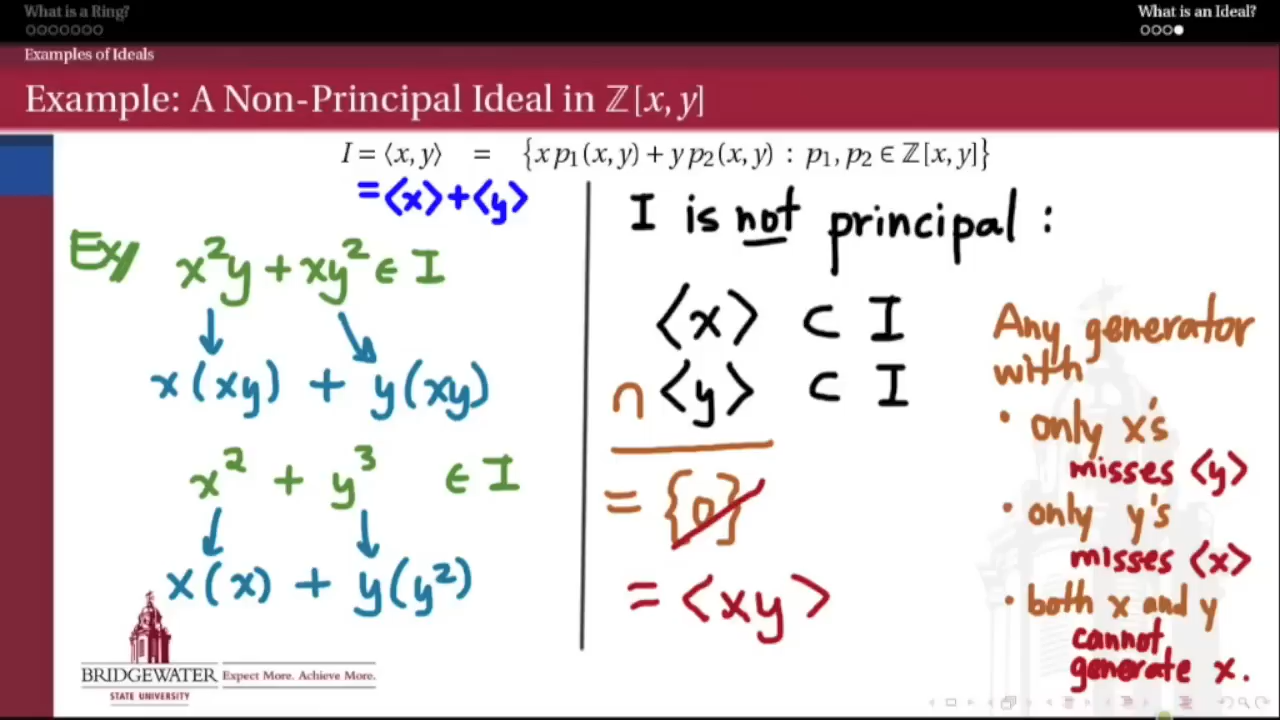 What is a Ring?
What is an Ideal?
Examples of Ideals
Example: A Non-Principal Ideal in ℤ[x, y]
I = ⟨x, y⟩ = {x p₁(x, y) + y p₂(x, y) : p₁, p₂ ∈ ℤ[x, y]}
= ⟨x⟩ + ⟨y⟩
Ex/ x²y + xy² ∈ I
x(xy) + y(xy)
x² + y³ ∈ I
x(x) + y(y²)
I is not principal :
⟨x⟩ ⊂ I
∩ ⟨y⟩ ⊂ I
= {0}
= ⟨xy⟩
Any generator
with
• only x's
misses ⟨y⟩
• only y's
misses ⟨x⟩
• both x and y
cannot
generate x.
BRIDGEWATER
STATE UNIVERSITY
Expect More. Achieve More.